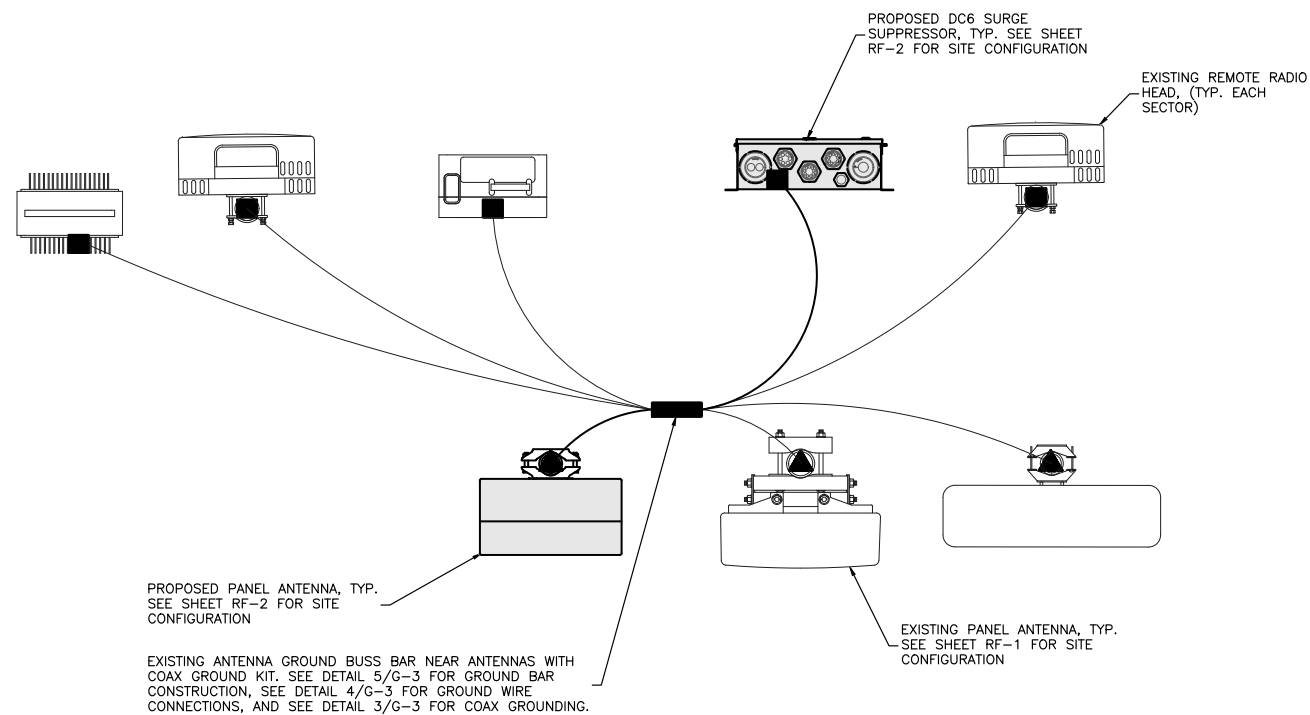 PROPOSED DC6 SURGE
SUPPRESSOR, TYP. SEE SHEET
RF-2 FOR SITE CONFIGURATION
EXISTING REMOTE RADIO
HEAD, (TYP. EACH
SECTOR)
PROPOSED PANEL ANTENNA, TYP.
SEE SHEET RF-2 FOR SITE
CONFIGURATION
EXISTING PANEL ANTENNA, TYP.
SEE SHEET RF-1 FOR SITE
CONFIGURATION
EXISTING ANTENNA GROUND BUSS BAR NEAR ANTENNAS WITH
COAX GROUND KIT. SEE DETAIL 5/G-3 FOR GROUND BAR
CONSTRUCTION, SEE DETAIL 4/G-3 FOR GROUND WIRE
CONNECTIONS, AND SEE DETAIL 3/G-3 FOR COAX GROUNDING.